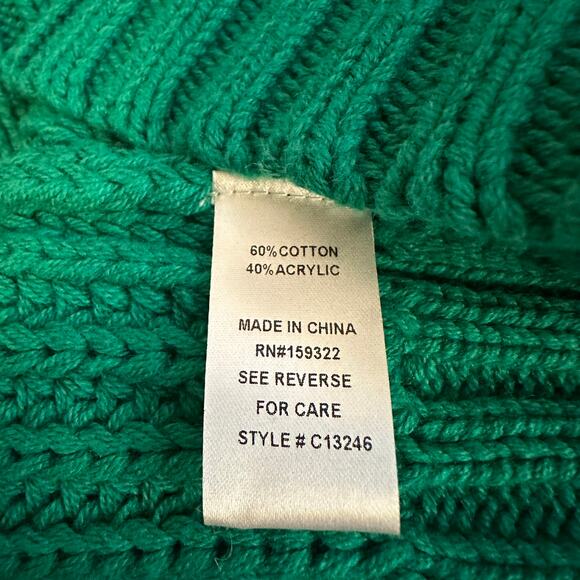 60%COTTON
40%ACRYLIC
MADE IN CHINA
RN#159322
SEE REVERSE
FOR CARE
STYLE # C13246